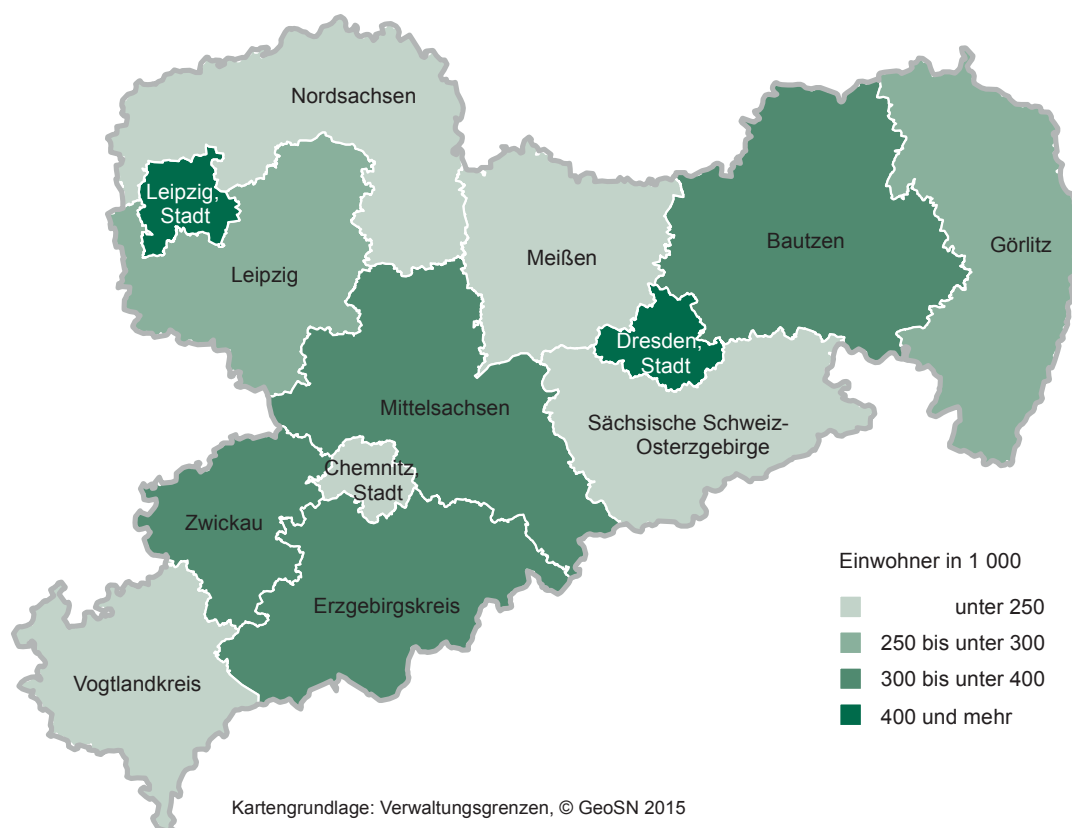 Nordsachsen
Leipzig,
Stadt
Leipzig
Meißen
Bautzen
Görlitz
Dresden,
Stadt
Mittelsachsen
Sächsische Schweiz-
Osterzgebirge
Chemnitz,
Stadt
Zwickau
Erzgebirgskreis
Vogtlandkreis
Einwohner in 1 000
unter 250
250 bis unter 300
300 bis unter 400
400 und mehr
Kartengrundlage: Verwaltungsgrenzen, © GeoSN 2015